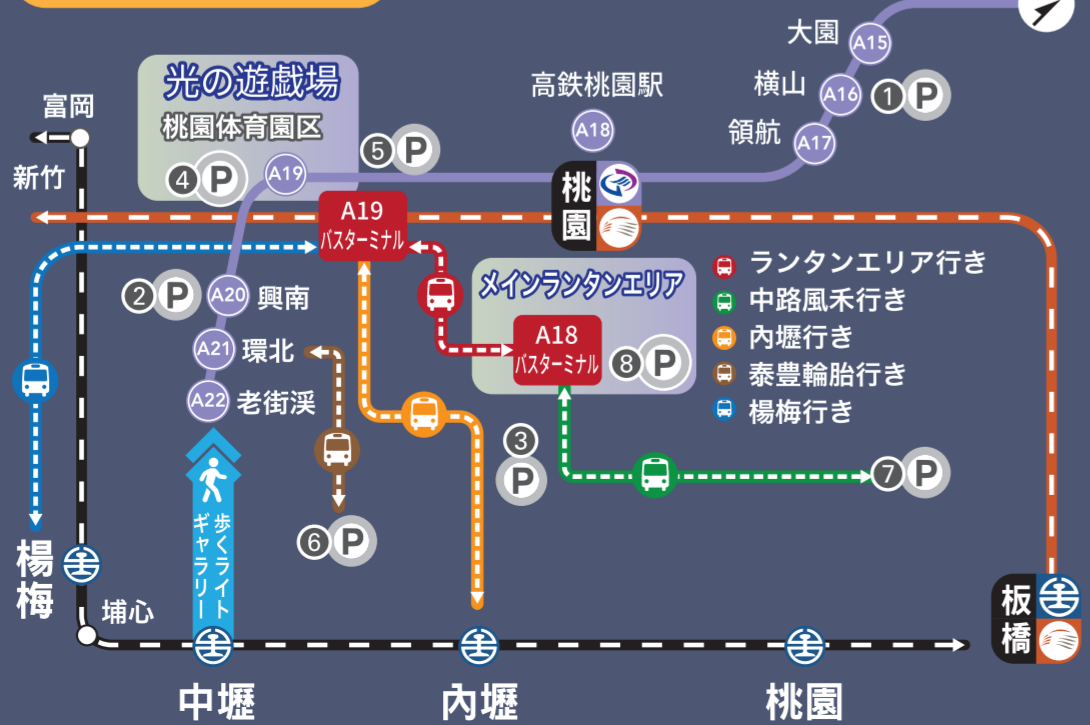 大園
A15
横山
A16
1 P
領航
A17
高鉄桃園駅
A18
桃園
光の遊戯場
桃園体育園区
4 P
A19
5 P
富岡
新竹
A19
バスターミナル
2 P
A20
興南
A21
環北
A22
老街渓
メインランタンエリア
A18
バスターミナル
8 P
ランタンエリア行き
中路風禾行き
內壢行き
泰豊輪胎行き
楊梅行き
3
P
7 P
6 P
歩くライト
ギャラリー
楊梅
埔心
板橋
中壢
內壢
桃園